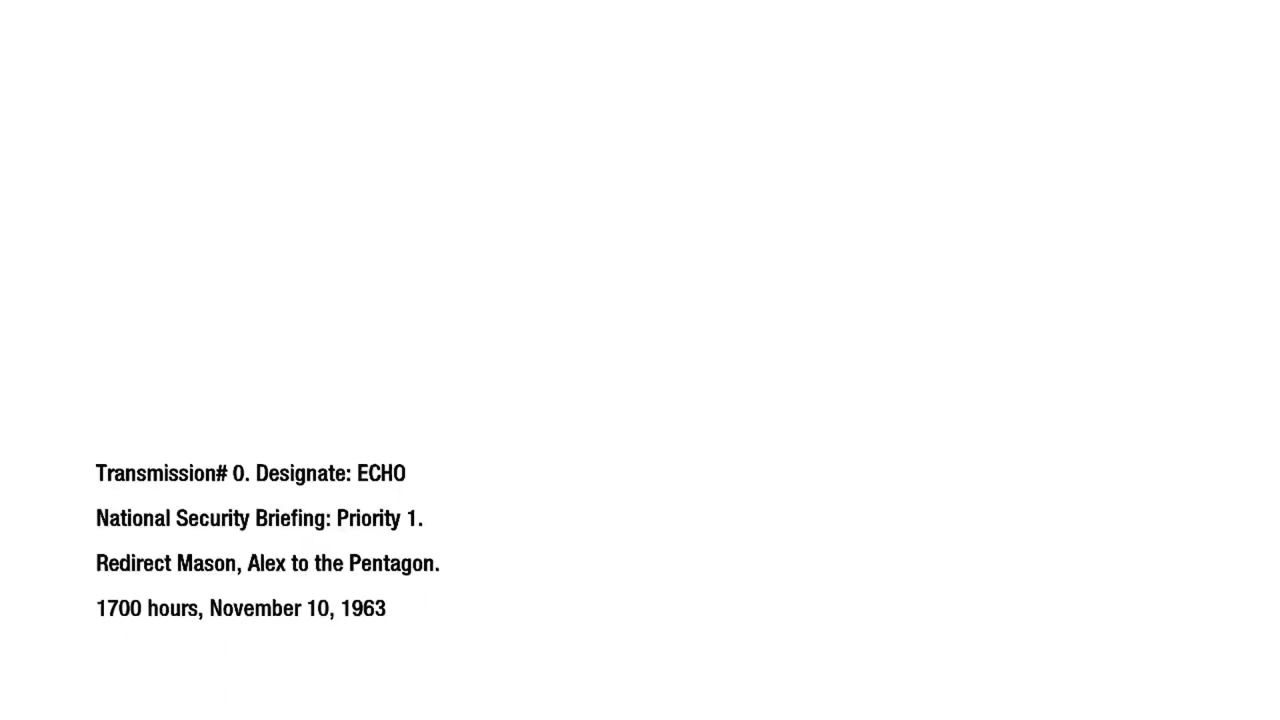 Transmission# 0. Designate: ECHO
National Security Briefing: Priority 1.
Redirect Mason, Alex to the Pentagon.
1700 hours, November 10, 1963